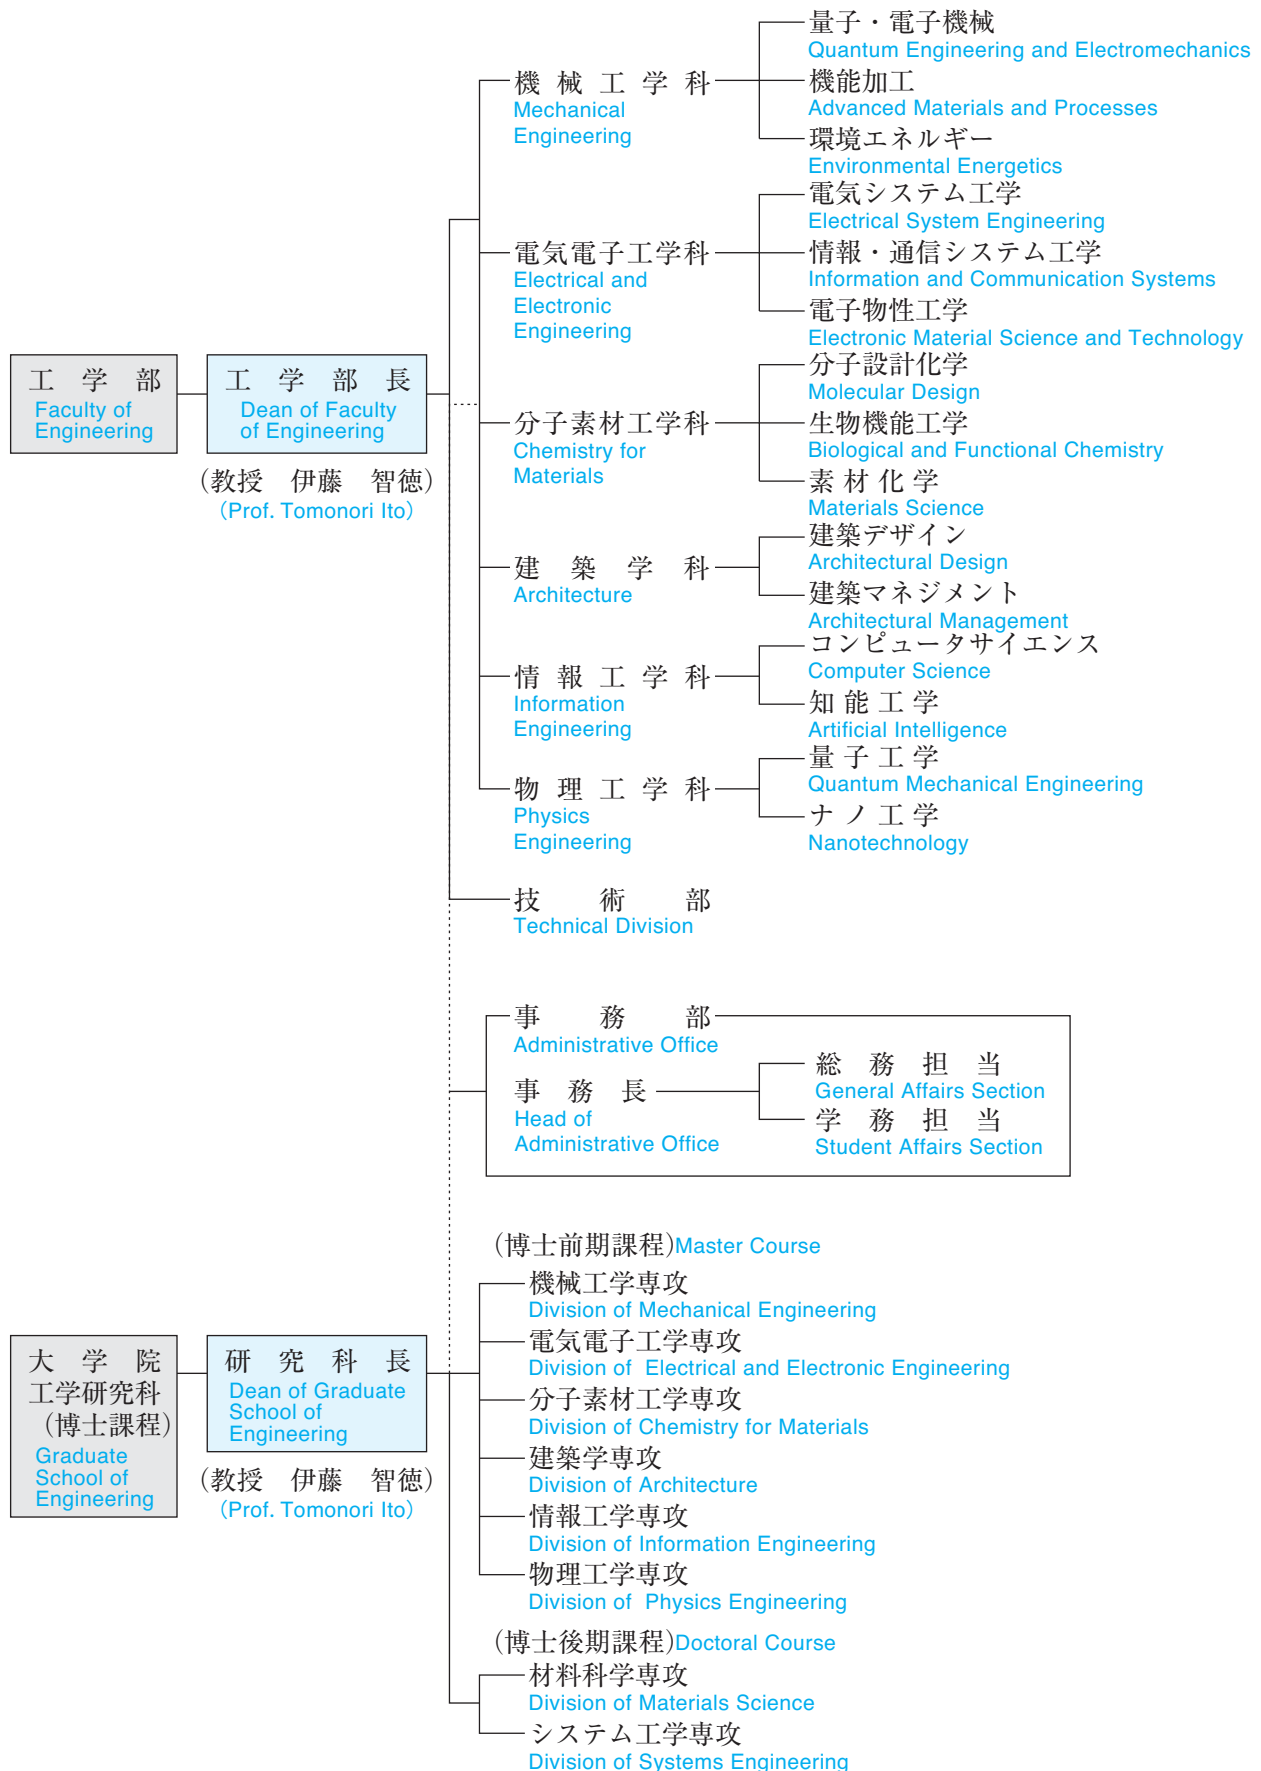 工学部
Faculty of
Engineering
工学部長
Dean of Faculty
of Engineering
（教授　伊藤　智徳）
（Prof. Tomonori Ito）
機械工学科
Mechanical
Engineering
量子・電子機械
Quantum Engineering and Electromechanics
機能加工
Advanced Materials and Processes
環境エネルギー
Environmental Energetics
電気電子工学科
Electrical and
Electronic
Engineering
電気システム工学
Electrical System Engineering
情報・通信システム工学
Information and Communication Systems
電子物性工学
Electronic Material Science and Technology
分子素材工学科
Chemistry for
Materials
分子設計化学
Molecular Design
生物機能工学
Biological and Functional Chemistry
素材化学
Materials Science
建築学科
Architecture
建築デザイン
Architectural Design
建築マネジメント
Architectural Management
情報工学科
Information
Engineering
コンピュータサイエンス
Computer Science
知能工学
Artificial Intelligence
物理工学科
Physics
Engineering
量子工学
Quantum Mechanical Engineering
ナノ工学
Nanotechnology
技術部
Technical Division
事務部
Administrative Office
事務長
Head of
Administrative Office
総務担当
General Affairs Section
学務担当
Student Affairs Section
大学院
工学研究科
（博士課程）
Graduate
School of
Engineering
研究科長
Dean of Graduate
School of
Engineering
（教授　伊藤　智徳）
（Prof. Tomonori Ito）
（博士前期課程）Master Course
機械工学専攻
Division of Mechanical Engineering
電気電子工学専攻
Division of Electrical and Electronic Engineering
分子素材工学専攻
Division of Chemistry for Materials
建築学専攻
Division of Architecture
情報工学専攻
Division of Information Engineering
物理工学専攻
Division of Physics Engineering
（博士後期課程）Doctoral Course
材料科学専攻
Division of Materials Science
システム工学専攻
Division of Systems Engineering